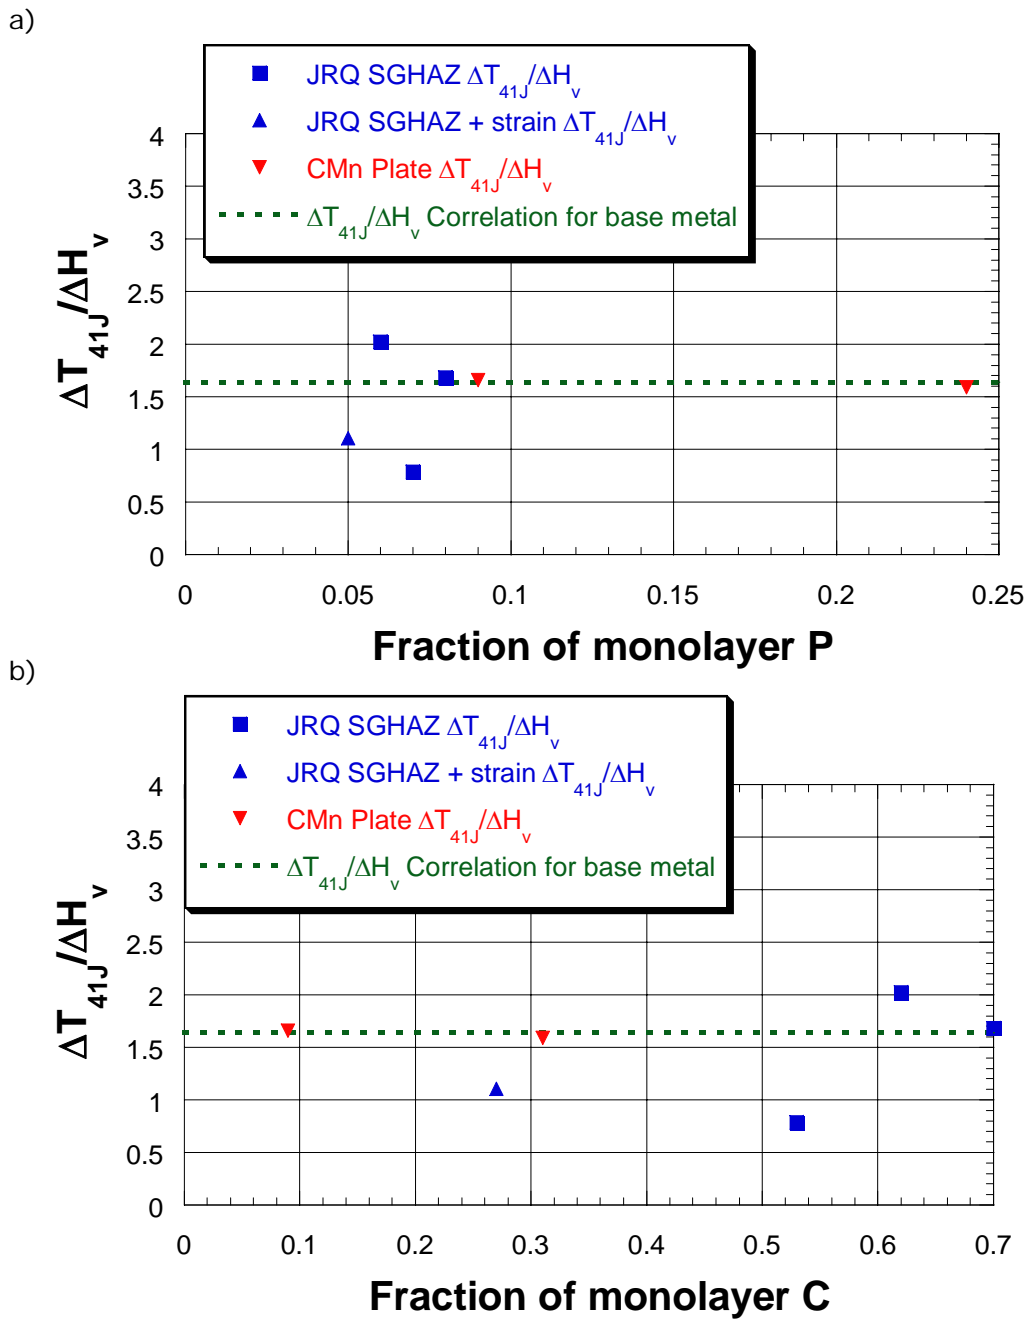 a)
JRQ SGHAZ ΔT41J/ΔHv
JRQ SGHAZ + strain ΔT41J/ΔHv
CMn Plate ΔT41J/ΔHv
ΔT41J/ΔHv Correlation for base metal
ΔT41J/ΔHv
4
3.5
3
2.5
2
1.5
1
0.5
0
0 0.05 0.1 0.15 0.2 0.25
Fraction of monolayer P
b)
JRQ SGHAZ ΔT41J/ΔHv
JRQ SGHAZ + strain ΔT41J/ΔHv
CMn Plate ΔT41J/ΔHv
ΔT41J/ΔHv Correlation for base metal
ΔT41J/ΔHv
4
3.5
3
2.5
2
1.5
1
0.5
0
0 0.1 0.2 0.3 0.4 0.5 0.6 0.7
Fraction of monolayer C